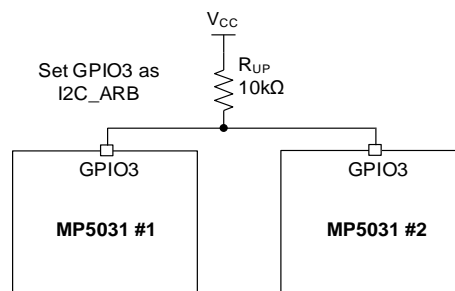 VCC
Set GPIO3 as
I2C_ARB
RUP
10kΩ
GPIO3
GPIO3
MP5031 #1
MP5031 #2